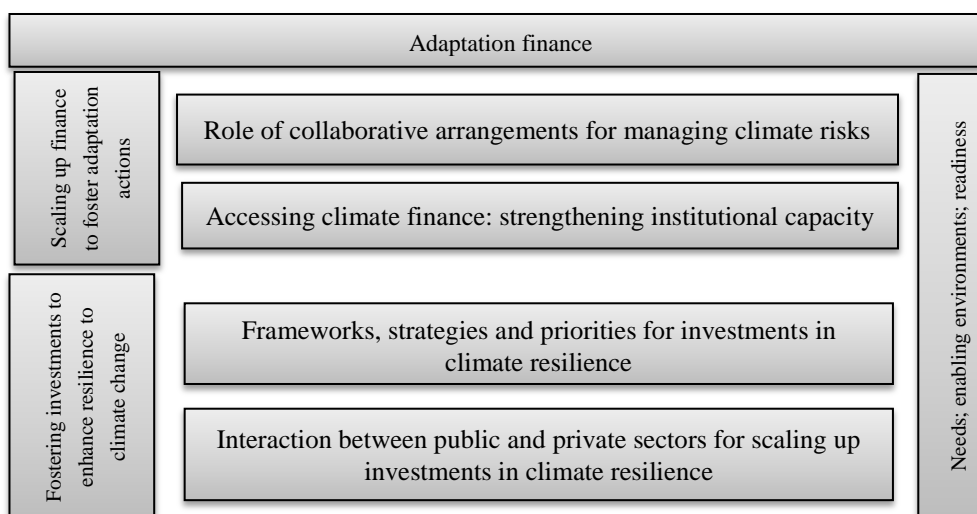 Adaptation finance
Scaling up finance
to foster adaptation
actions
Role of collaborative arrangements for managing climate risks
Accessing climate finance: strengthening institutional capacity
Fostering investments to
enhance resilience to
climate change
Frameworks, strategies and priorities for investments in
climate resilience
Interaction between public and private sectors for scaling up
investments in climate resilience
Needs; enabling environments; readiness